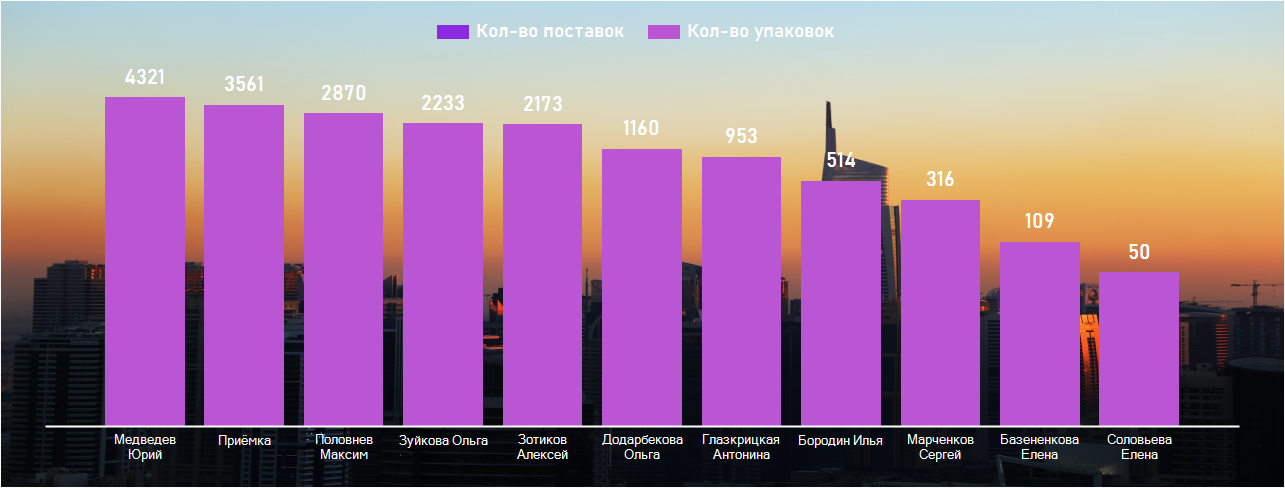 Кол-во поставок Кол-во упаковок
4321 3561 2870 2233 2173 1160 953 514 316 109 50
Медведев Приёмка Половнев Зуйкова Ольга Зотиков Додарбекова Глазкрицкая Бородин Илья Марченков Базененкова Соловьева
Юрий Максим Алексей Ольга Антонина Сергей Елена Елена